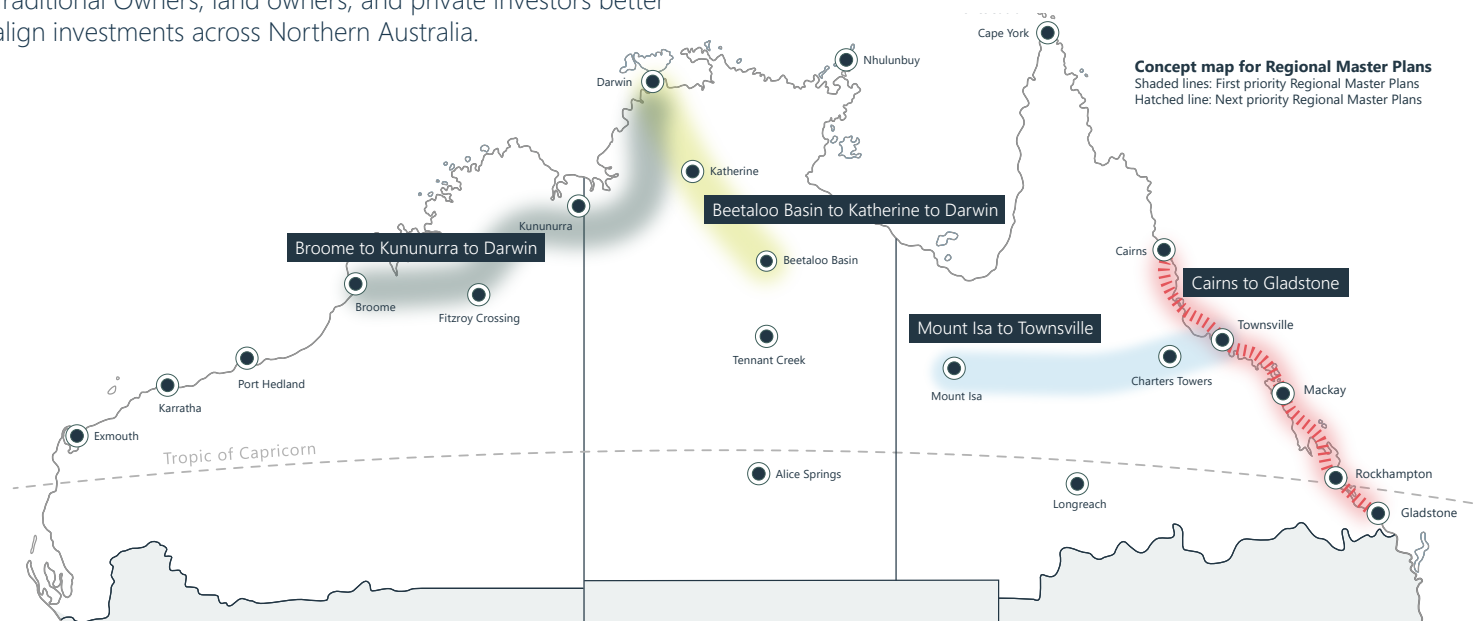 Traditional Owners, land owners, and private investors better
align investments across Northern Australia.
Cape York
Nhulunbuy
Concept map for Regional Master Plans
Shaded lines: First priority Regional Master Plans
Hatched line: Next priority Regional Master Plans
Darwin
Katherine
Beetaloo Basin to Katherine to Darwin
Kununurra
Broome to Kununurra to Darwin
Cairns
Beetaloo Basin
Cairns to Gladstone
Broome
Fitzroy Crossing
Mount Isa to Townsville
Townsville
Tennant Creek
Port Hedland
Charters Towers
Mackay
Mount Isa
Karratha
Exmouth
Tropic of Capricorn
Alice Springs
Rockhampton
Longreach
Gladstone